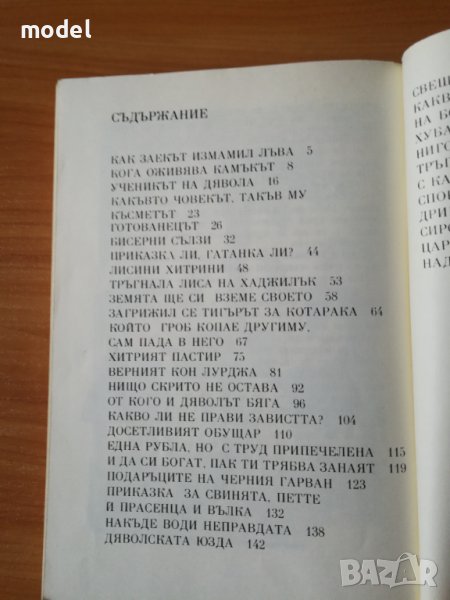 model
СЪДЪРЖАНИЕ
КАК ЗАЕКЪТ ИЗМАМИЛ ЛЪВА 5
КОГА ОЖИВЯВА КАМЪКЪТ 8
УЧЕНИКЪТ НА ДЯВОЛА 16
КАКЪВТО ЧОВЕКЪТ, ТАКЪВ МУ
КЪСМЕТЪТ 23
ГОТОВАНЕЦЪТ 26
БИСЕРНИ СЪЛЗИ 32
ПРИКАЗКА ЛИ, ГАТАНКА ЛИ? 44
ЛИСИНИ ХИТРИНИ 48
ТРЪГНАЛА ЛИСА НА ХАДЖИЛЪК 53
ЗЕМЯТА ЩЕ СИ ВЗЕМЕ СВОЕТО 58
ЗАГРИЖИЛ СЕ ТИГЪРЪТ ЗА КОТАРАКА 64
КОЙТО ГРОБ КОПАЕ ДРУГИМУ,
САМ ПАДА В НЕГО 67
ХИТРИЯТ ПАСТИР 75
ВЕРНИЯТ КОН ЛУРДЖА 81
НИЩО СКРИТО НЕ ОСТАВА 92
ОТ КОГО И ДЯВОЛЪТ БЯГА 96
КАКВО ЛИ НЕ ПРАВИ ЗАВИСТТА? 104
ДОСЕТЛИВИЯТ ОБУЩАР 110
ЕДНА РУБЛА, НО С ТРУД ПРИПЕЧЕЛЕНА 115
И ДА СИ БОГАТ, ПАК ТИ ТРЯБВА ЗАНАЯТ 119
ПОДАРЪЦИТЕ НА ЧЕРНИЯ ГАРВАН 123
ПРИКАЗКА ЗА СВИНЯТА, ПЕТТЕ
Й ПРАСЕНЦА И ВЪЛКА 132
НАКЪДЕ ВОДИ НЕПРАВДАТА 138
ДЯВОЛСКАТА ЮЗДА 142
НА
С
BAZAR.bg